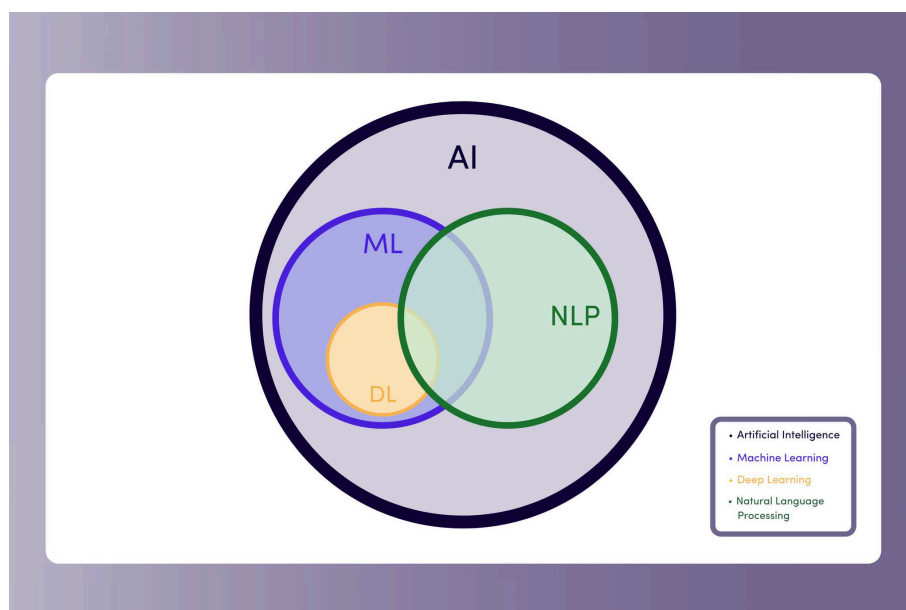 AI
ML
NLP
DL
• Artificial Intelligence
• Machine Learning
• Deep Learning
• Natural Language
Processing